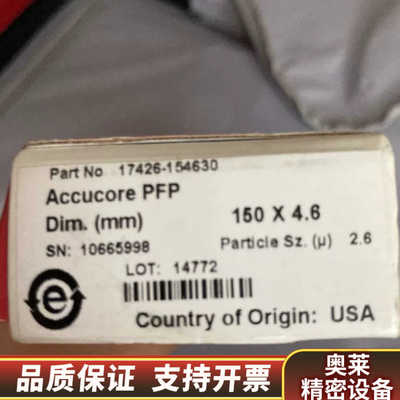 Part No 17426-154630
Accucore PFP
Dim. (mm) 150 X 4.6
SN: 10665998 Particle Sz. (µ) 2.6
LOT: 14772
e
Country of Origin: USA
品质保证 支持开票
奥莱
精密设备